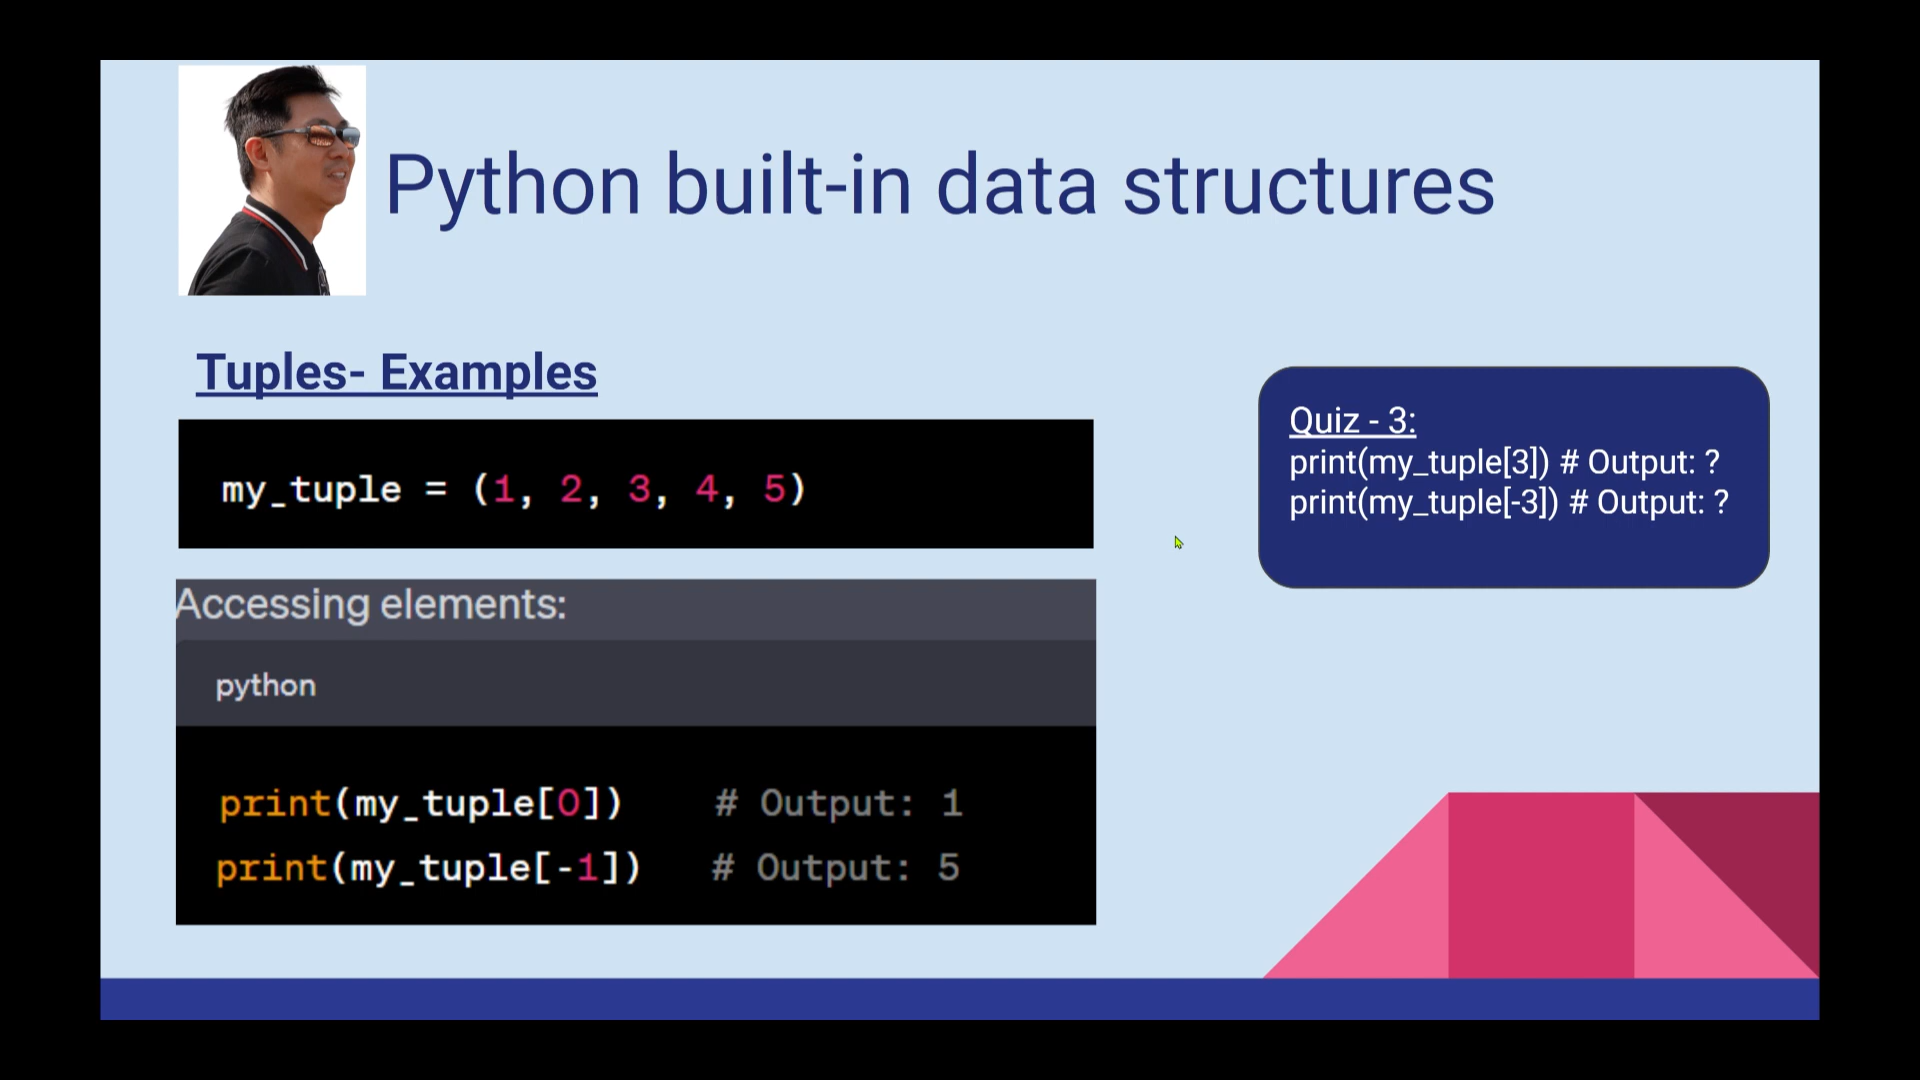 Python built-in data structures
Tuples- Examples
my_tuple = (1, 2, 3, 4, 5)
Accessing elements:
python
print(my_tuple[0]) # Output: 1
print(my_tuple[-1]) # Output: 5
Quiz - 3:
print(my_tuple[3]) # Output: ?
print(my_tuple[-3]) # Output: ?